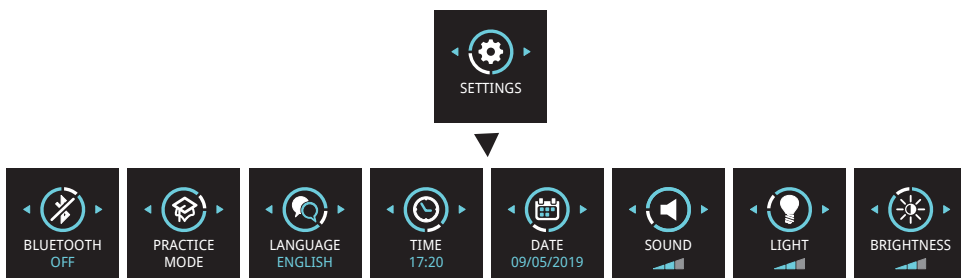 SETTINGS
BLUETOOTH
OFF
PRACTICE
MODE
LANGUAGE
ENGLISH
TIME
17:20
DATE
09/05/2019
SOUND
LIGHT
BRIGHTNESS